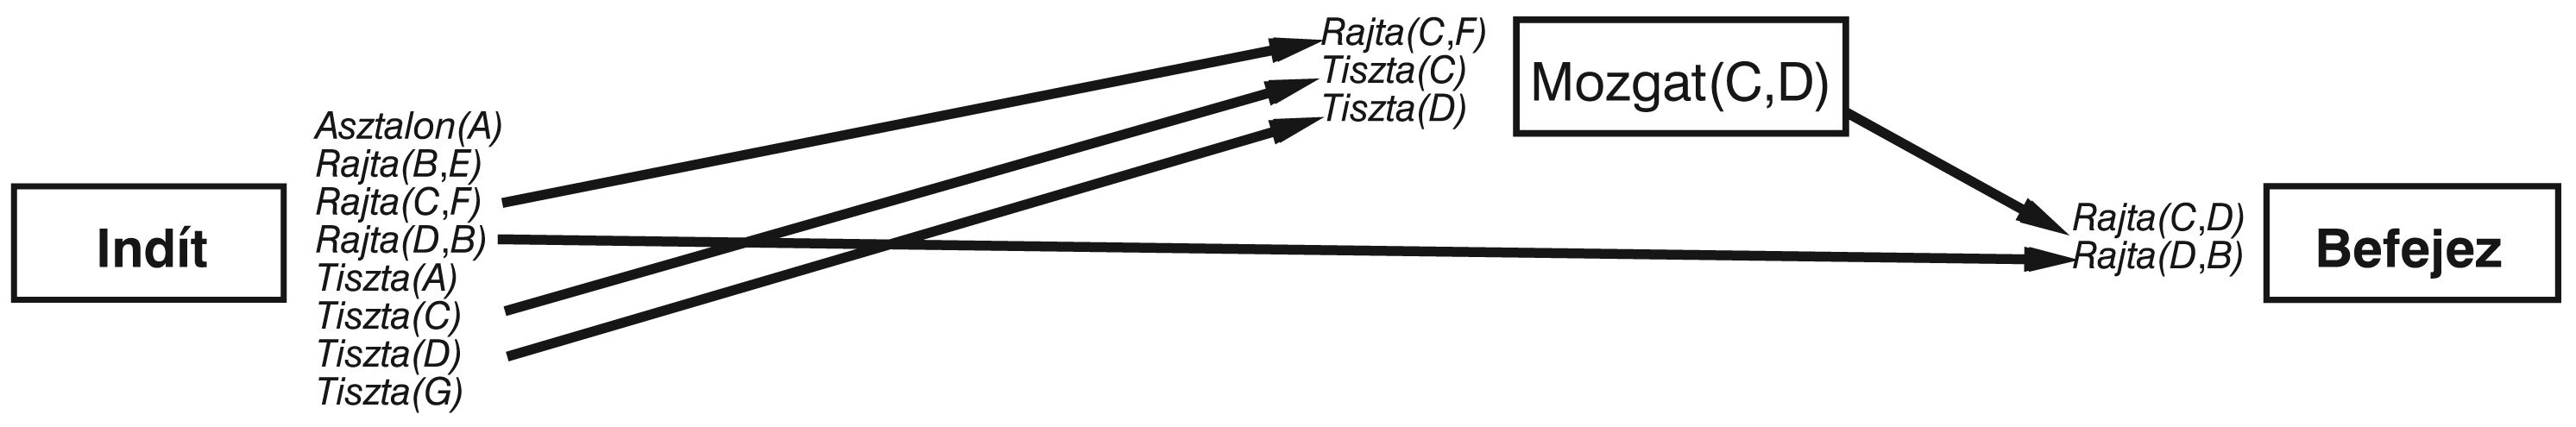 Indít
Asztalon(A)
Rajta(B,E)
Rajta(C,F)
Rajta(D,B)
Tiszta(A)
Tiszta(C)
Tiszta(D)
Tiszta(G)
Rajta(C,F)
Tiszta(C)
Tiszta(D)
Mozgat(C,D)
Rajta(C,D)
Rajta(D,B)
Befejez